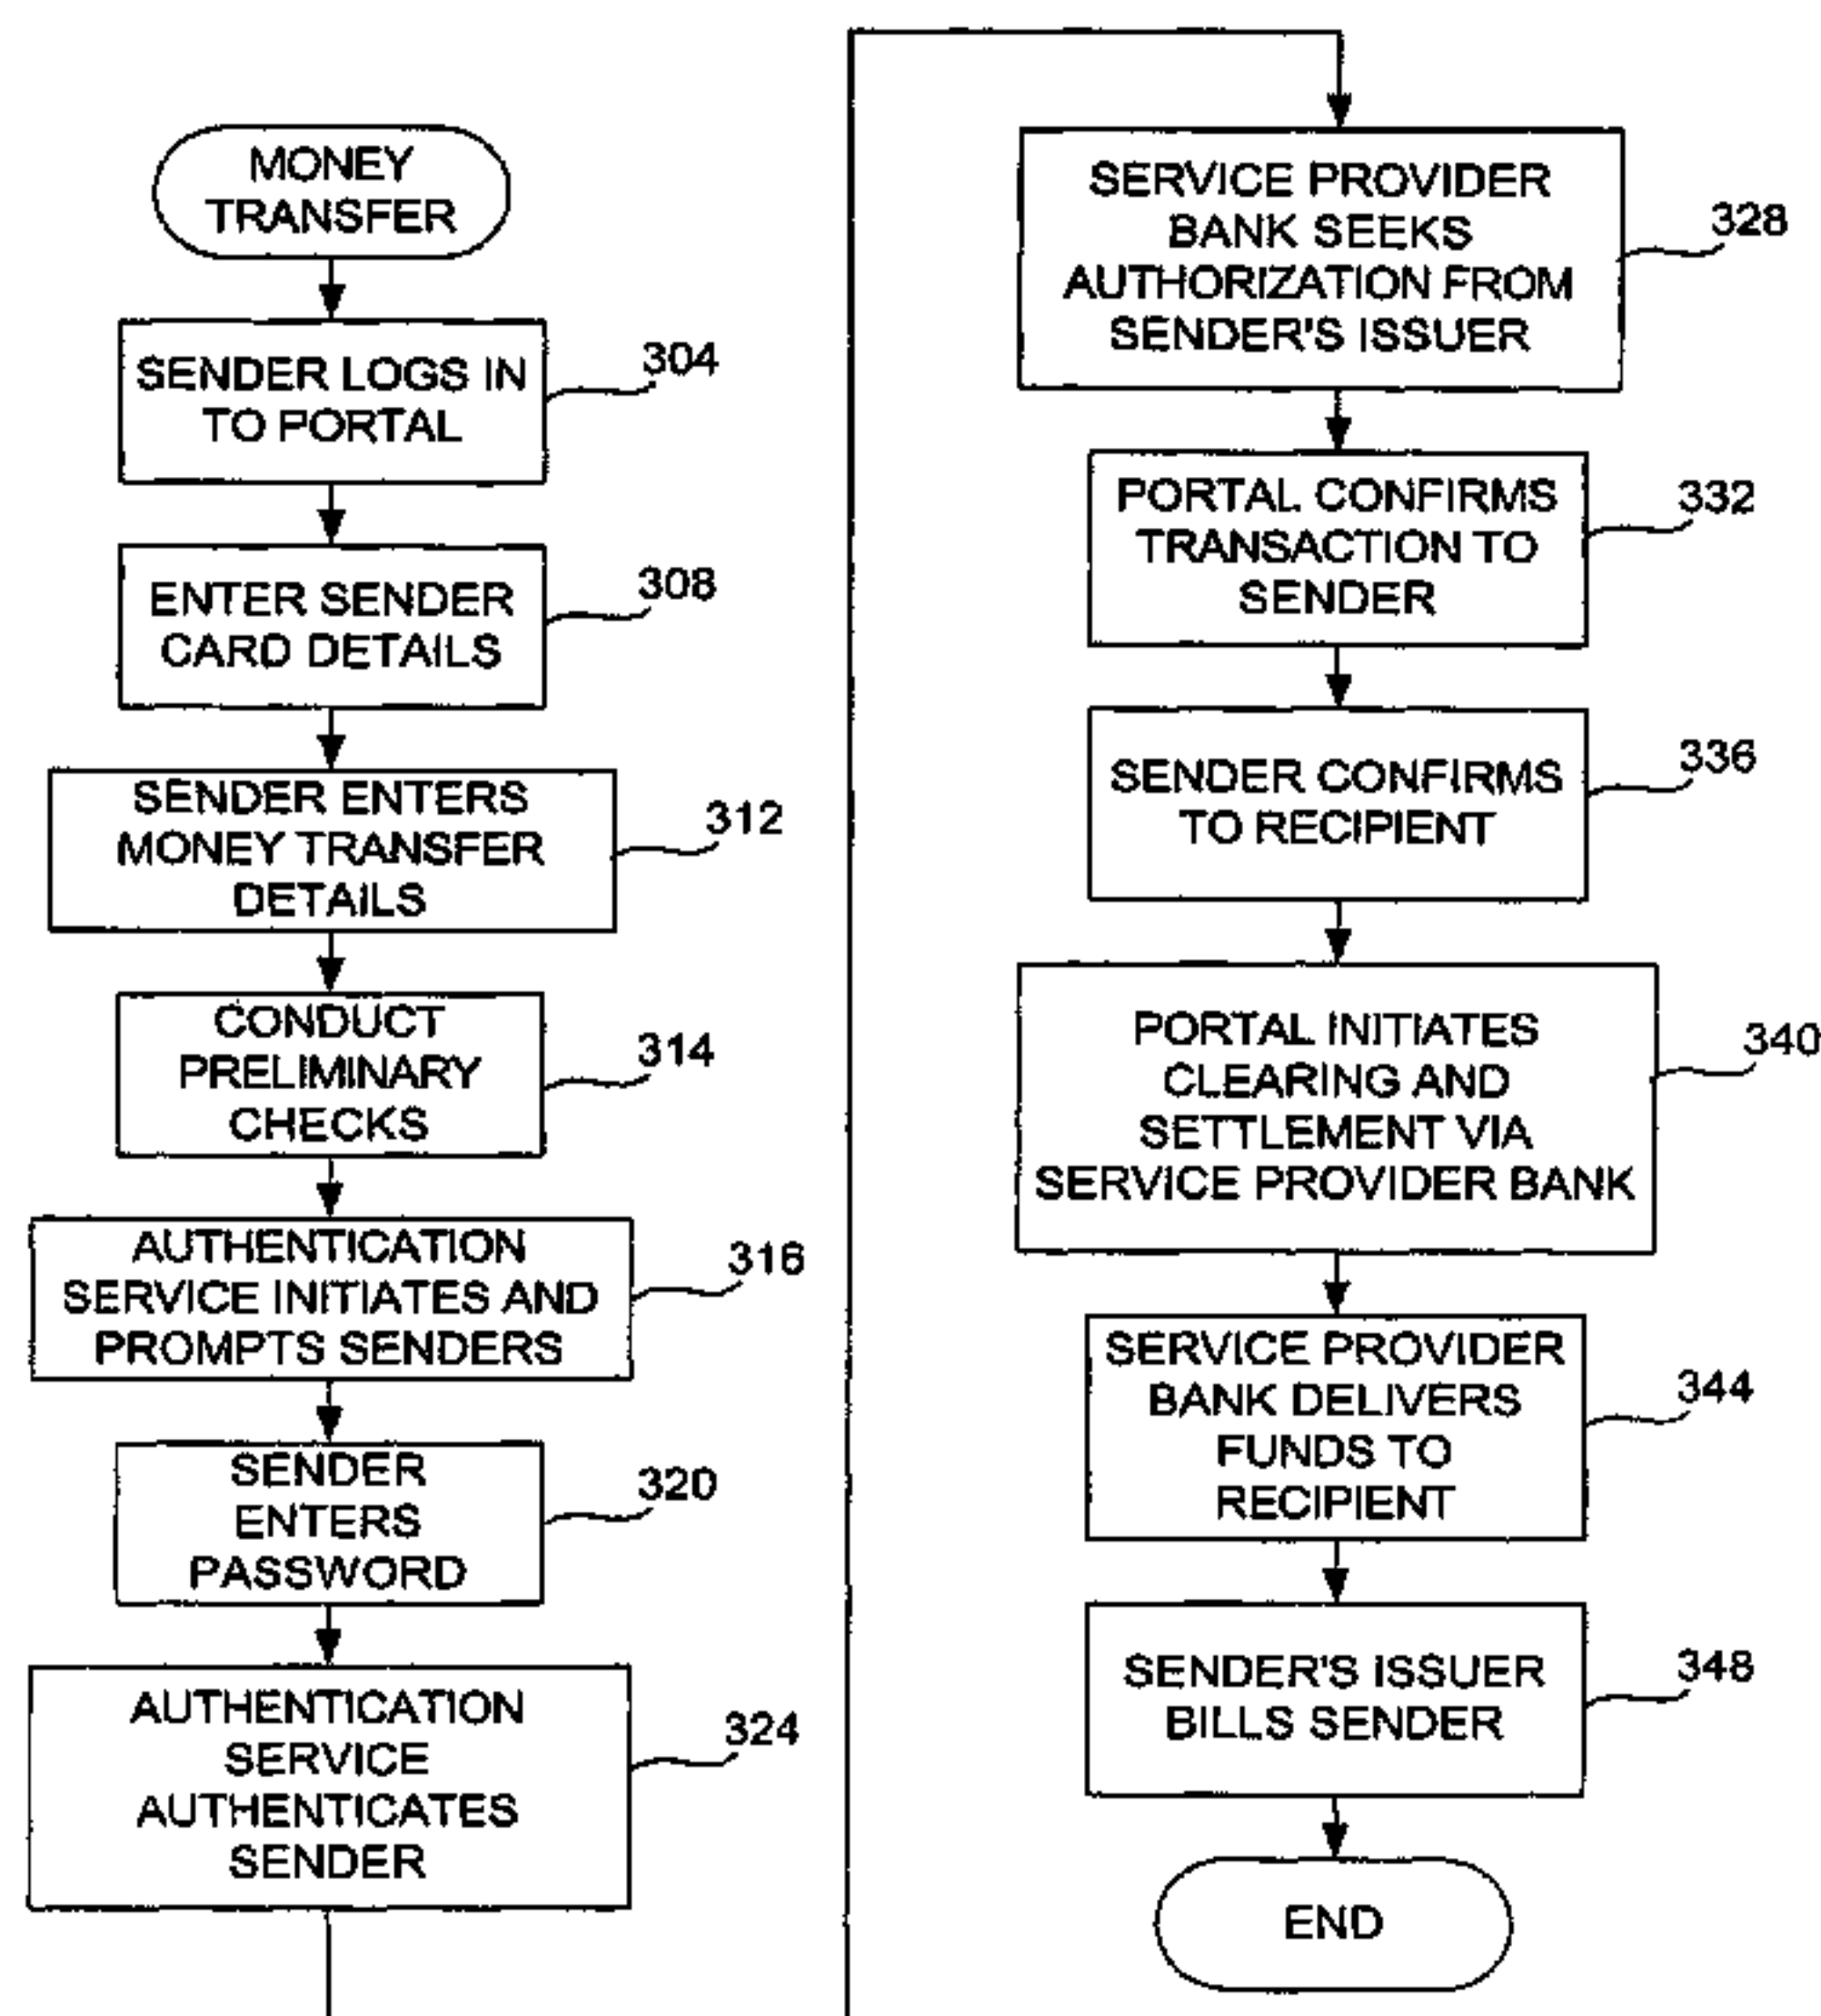 MONEY
TRANSFER
SENDER LOGS IN
TO PORTAL
304
ENTER SENDER
CARD DETAILS
308
SENDER ENTERS
MONEY TRANSFER
DETAILS
312
CONDUCT
PRELIMINARY
CHECKS
314
AUTHENTICATION
SERVICE INITIATES AND
PROMPTS SENDERS
316
SENDER
ENTERS
PASSWORD
320
AUTHENTICATION
SERVICE
AUTHENTICATES
SENDER
324
SERVICE PROVIDER
BANK SEEKS
AUTHORIZATION FROM
SENDER'S ISSUER
328
PORTAL CONFIRMS
TRANSACTION TO
SENDER
332
SENDER CONFIRMS
TO RECIPIENT
336
PORTAL INITIATES
CLEARING AND
SETTLEMENT VIA
SERVICE PROVIDER BANK
340
SERVICE PROVIDER
BANK DELIVERS
FUNDS TO
RECIPIENT
344
SENDER'S ISSUER
BILLS SENDER
348
END